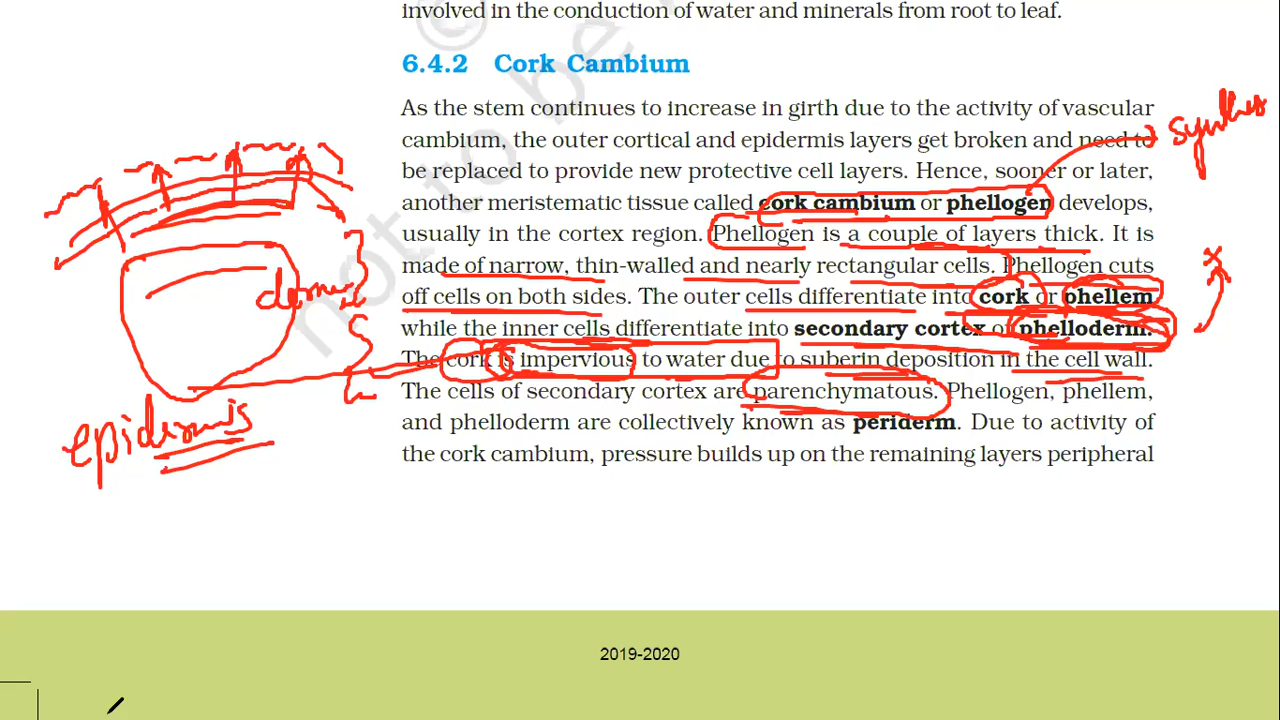 involved in the conduction of water and minerals from root to leaf.
6.4.2 Cork Cambium
As the stem continues to increase in girth due to the activity of vascular
cambium, the outer cortical and epidermis layers get broken and need to
be replaced to provide new protective cell layers. Hence, sooner or later,
another meristematic tissue called cork cambium or phellogen develops,
usually in the cortex region. Phellogen is a couple of layers thick. It is
made of narrow, thin-walled and nearly rectangular cells. Phellogen cuts
off cells on both sides. The outer cells differentiate into cork or phellem
while the inner cells differentiate into secondary cortex or phelloderm.
The cork is impervious to water due to suberin deposition in the cell wall.
The cells of secondary cortex are parenchymatous. Phellogen, phellem,
and phelloderm are collectively known as periderm. Due to activity of
the cork cambium, pressure builds up on the remaining layers peripheral
epidermis
not to be
©
2019-2020